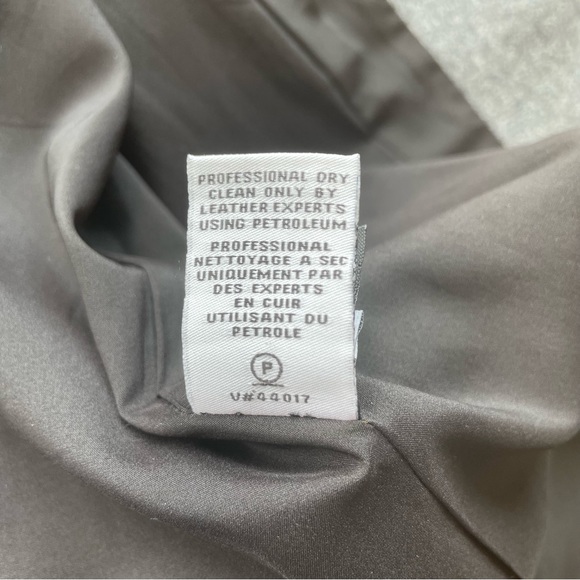 PROFESSIONAL DRY
CLEAN ONLY BY
LEATHER EXPERTS
USING PETROLEUM
PROFESSIONAL
NETTOYAGE A SEC
UNIQUEMENT PAR
DES EXPERTS
EN CUIR
UTILISANT DU
PETROLE
P
V#44017